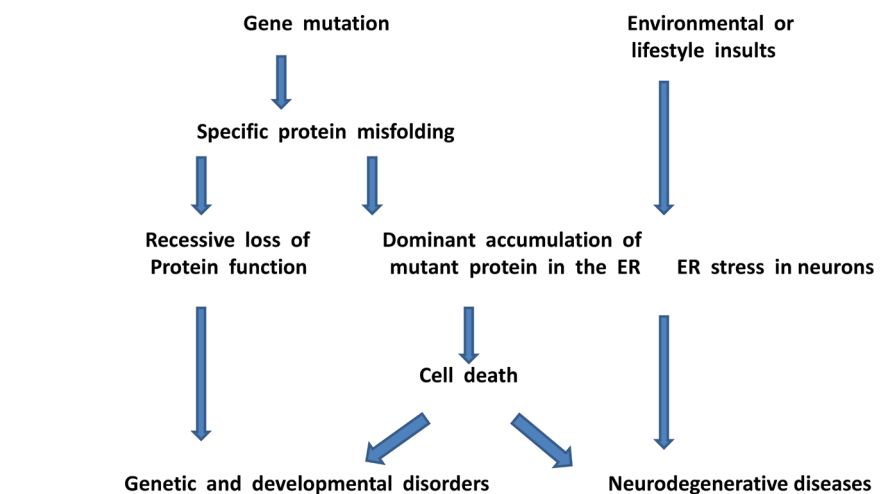 Gene mutation
Environmental or
lifestyle insults
Specific protein misfolding
Recessive loss of
Protein function
Dominant accumulation of
mutant protein in the ER
ER stress in neurons
Cell death
Genetic and developmental disorders
Neurodegenerative diseases